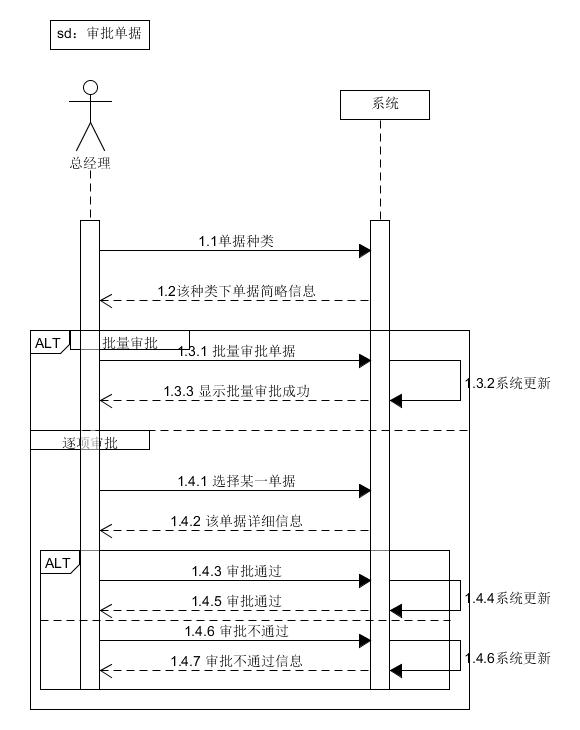 sd：审批单据
系统
总经理
1.1单据种类
1.2该种类下单据简略信息
ALT
批量审批
1.3.1 批量审批单据
1.3.2系统更新
1.3.3 显示批量审批成功
逐项审批
1.4.1 选择某一单据
1.4.2 该单据详细信息
ALT
1.4.3 审批通过
1.4.4系统更新
1.4.5 审批通过
1.4.6 审批不通过
1.4.6系统更新
1.4.7 审批不通过信息